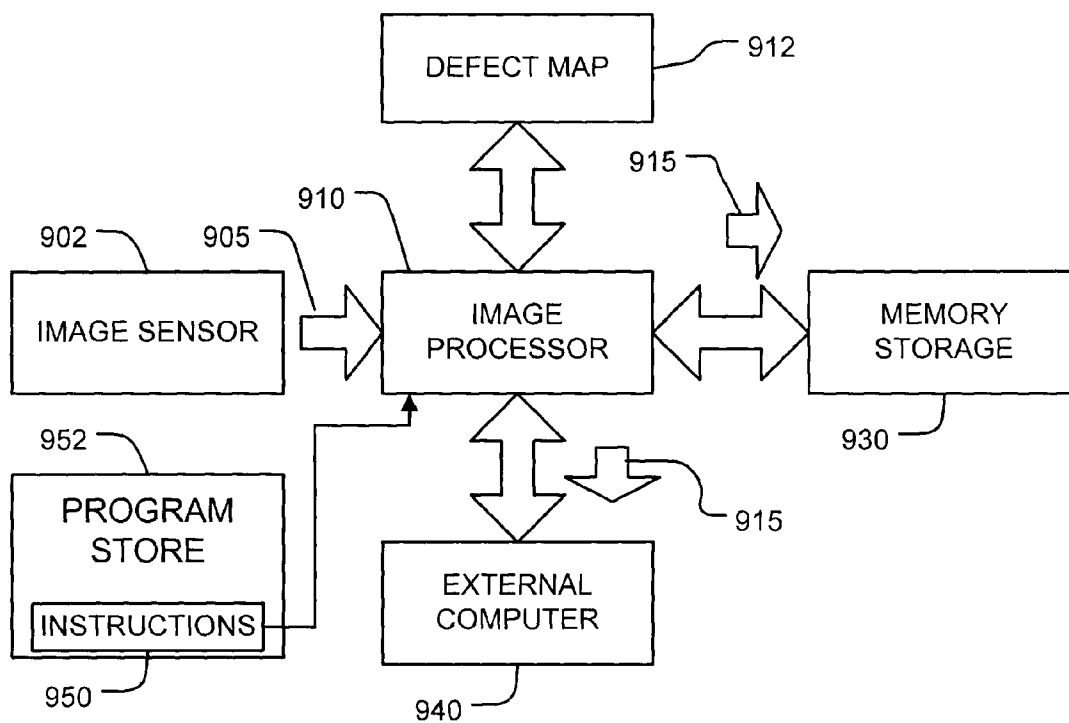 DEFECT MAP
912
915
910
902
905
IMAGE SENSOR
IMAGE
PROCESSOR
MEMORY
STORAGE
930
952
PROGRAM
STORE
INSTRUCTIONS
950
915
EXTERNAL
COMPUTER
940